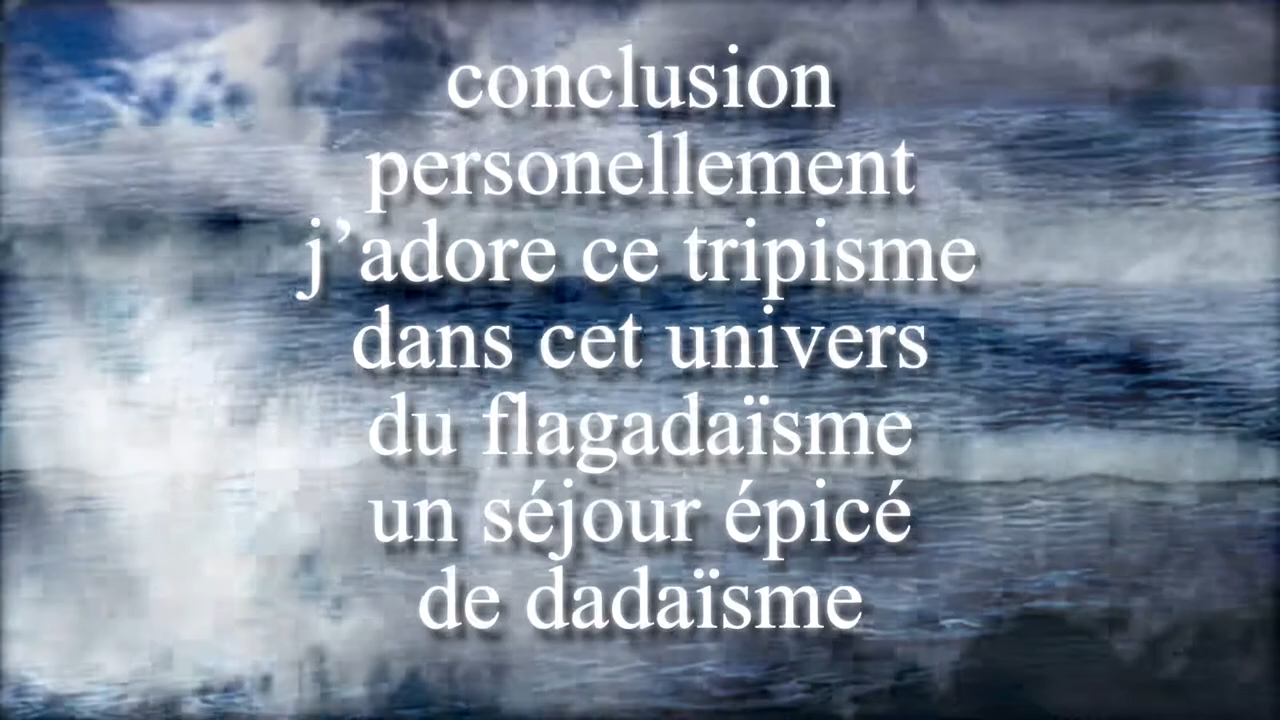 conclusion
personellement
j’adore ce tripisme
dans cet univers
du flagadaïsme
un séjour épicé
de dadaïsme